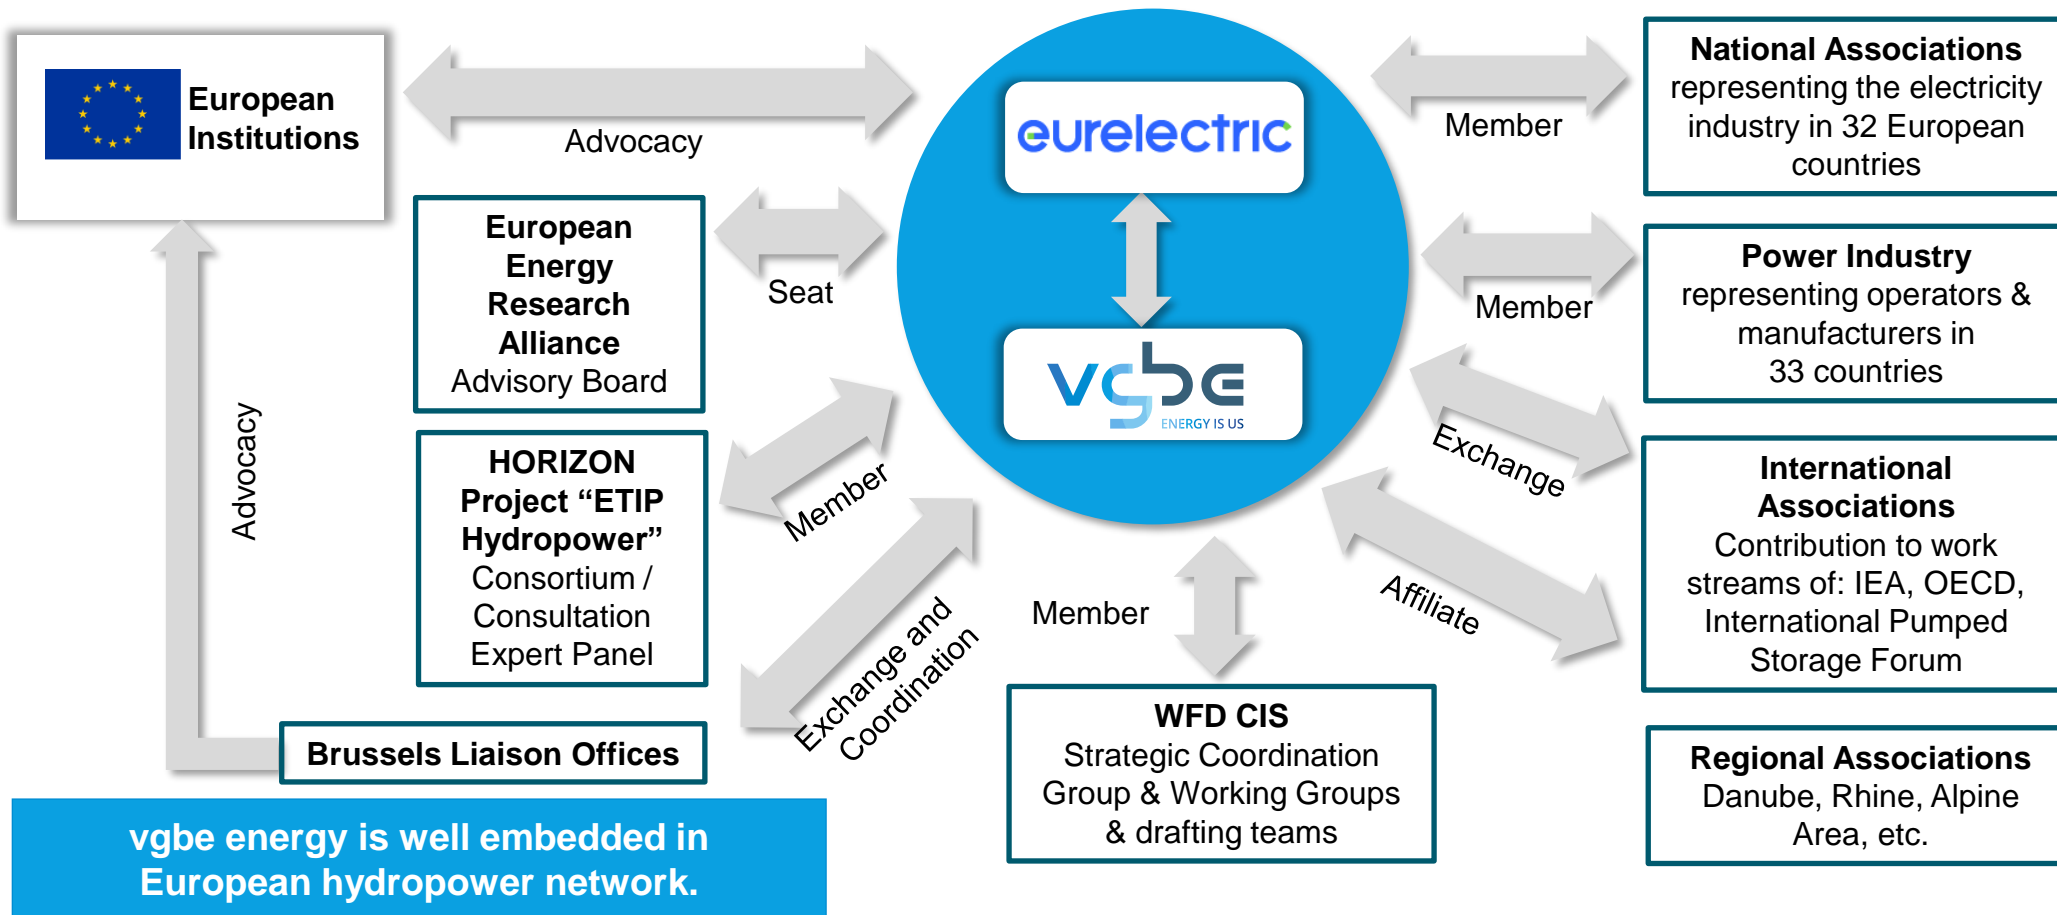 European
Institutions
Advocacy
eurelectric
National Associations
representing the electricity
industry in 32 European
countries
Member
European
Energy
Research
Alliance
Advisory Board
Seat
vgbe
ENERGY IS US
Power Industry
representing operators &
manufacturers in
33 countries
Member
HORIZON
Project “ETIP
Hydropower”
Consortium /
Consultation
Expert Panel
Member
Exchange
International
Associations
Contribution to work
streams of: IEA, OECD,
International Pumped
Storage Forum
Affiliate
Advocacy
Brussels Liaison Offices
Exchange and
Coordination
Member
WFD CIS
Strategic Coordination
Group & Working Groups
& drafting teams
Regional Associations
Danube, Rhine, Alpine
Area, etc.
vgbe energy is well embedded in
European hydropower network.